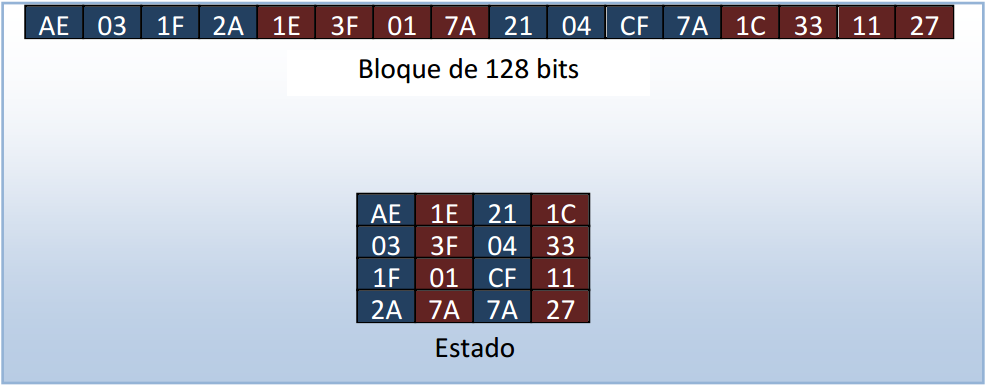 AE 03 1F 2A 1E 3F 01 7A 21 04 CF 7A 1C 33 11 27
Bloque de 128 bits
AE 1E 21 1C
03 3F 04 33
1F 01 CF 11
2A 7A 7A 27
Estado